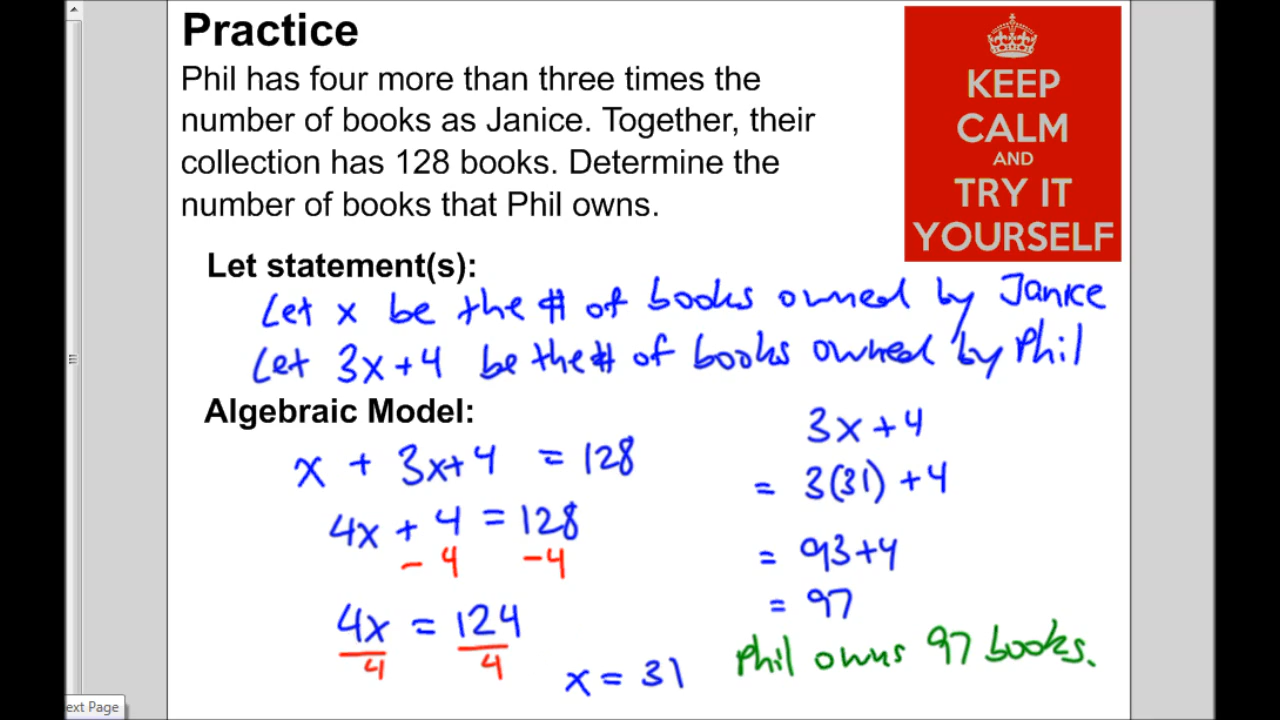 Practice
Phil has four more than three times the
number of books as Janice. Together, their
collection has 128 books. Determine the
number of books that Phil owns.
KEEP
CALM
AND
TRY IT
YOURSELF
Let statement(s):
Let x be the # of books owned by Janice
Let 3x+4 be the # of books owned by Phil
Algebraic Model:
x + 3x+4 = 128
4x + 4 = 128
- 4 -4
4x = 124
4 4
x = 31
3x + 4
= 3(31) + 4
= 93+4
= 97
Phil owns 97 books.
ext Page